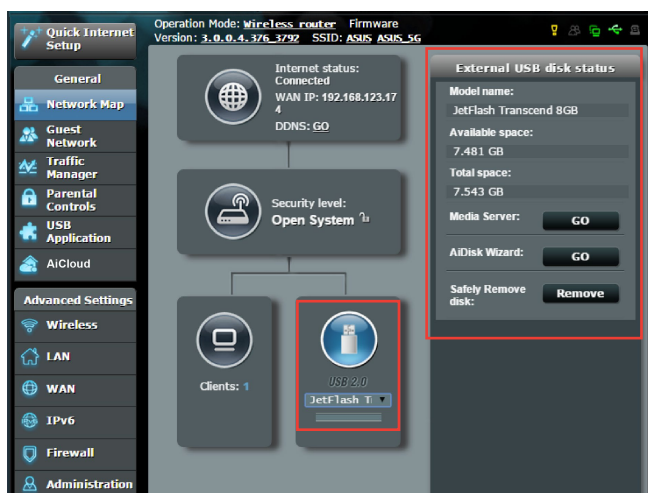 Quick Internet
Setup
Operation Mode: Wireless router Firmware
Version: 3.0.0.4.376_3792 SSID: ASUS ASUS_5G
General
Network Map
Guest
Network
Traffic
Manager
Parental
Controls
USB
Application
AiCloud
Advanced Settings
Wireless
LAN
WAN
IPv6
Firewall
Administration
Internet status:
Connected
WAN IP: 192.168.123.17
4
DDNS: GO
Security level:
Open System
Clients: 1
USB 2.0
JetFlash T
External USB disk status
Model name:
JetFlash Transcend 8GB
Available space:
7.481 GB
Total space:
7.543 GB
Media Server: GO
AiDisk Wizard: GO
Safely Remove
disk: Remove